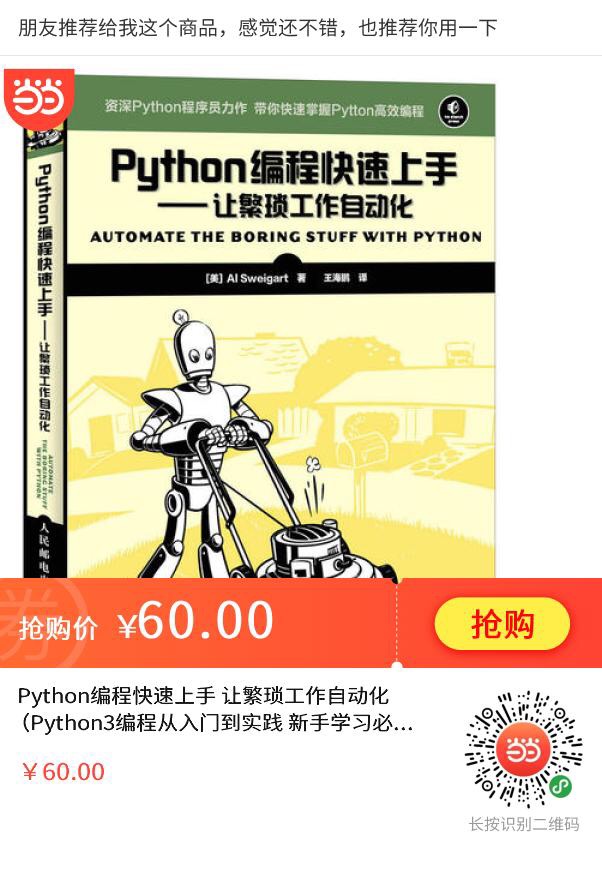 朋友推荐给我这个商品，感觉还不错，也推荐你用一下
当当
资深Python程序员力作 带你快速掌握Pytton高效编程
Python编程快速上手
——让繁琐工作自动化
AUTOMATE THE BORING STUFF WITH PYTHON
[美] Al Sweigart 著 王海鹏 译
Python编程快速上手——让繁琐工作自动化
AUTOMATE
THE BORING STUFF
WITH PYTHON
人民邮电
券
抢购价 ¥60.00
抢购
Python编程快速上手 让繁琐工作自动化
（Python3编程从入门到实践 新手学习必...
￥60.00
当当
长按识别二维码